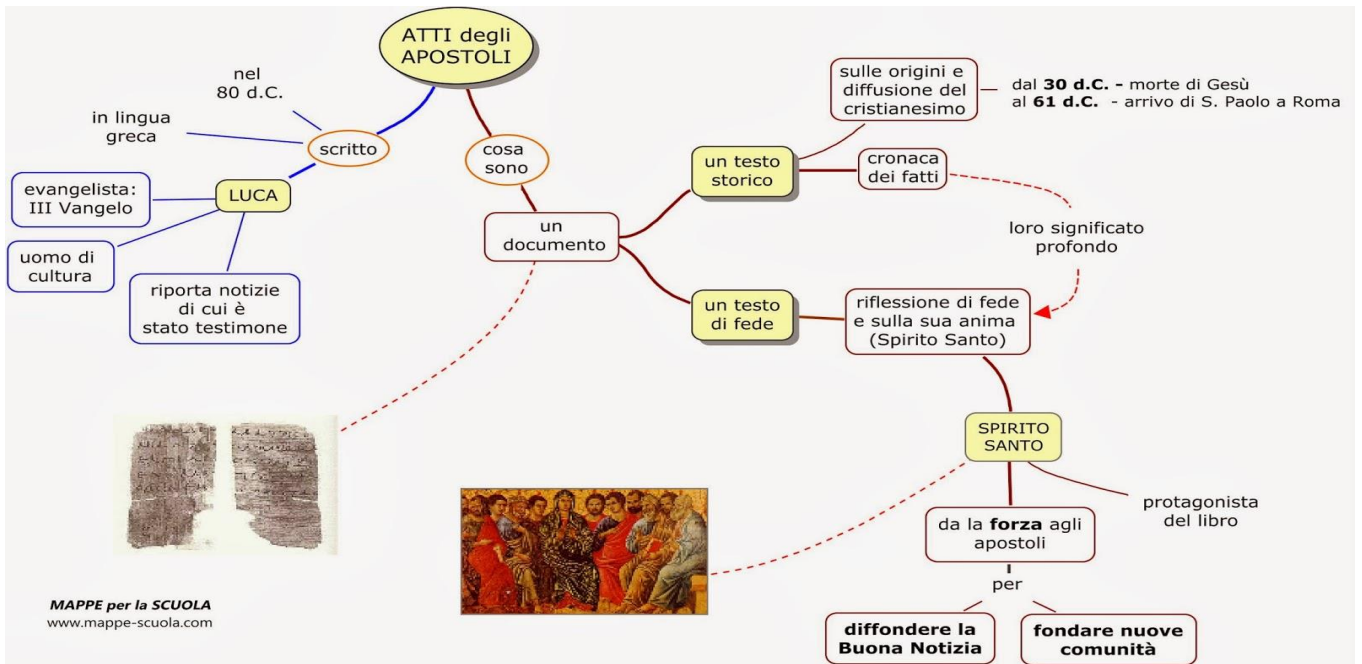 ATTI degli
APOSTOLI
nel
80 d.C.
in lingua
greca
scritto
LUCA
evangelista:
III Vangelo
uomo di
cultura
riporta notizie
di cui è
stato testimone
cosa
sono
un
documento
un testo
storico
sulle origini e
diffusione del
cristianesimo
dal 30 d.C. - morte di Gesù
al 61 d.C. - arrivo di S. Paolo a Roma
cronaca
dei fatti
loro significato
profondo
un testo
di fede
riflessione di fede
e sulla sua anima
(Spirito Santo)
SPIRITO
SANTO
protagonista
del libro
da la forza agli
apostoli
per
diffondere la
Buona Notizia
fondare nuove
comunità
MAPPE per la SCUOLA
www.mappe-scuola.com